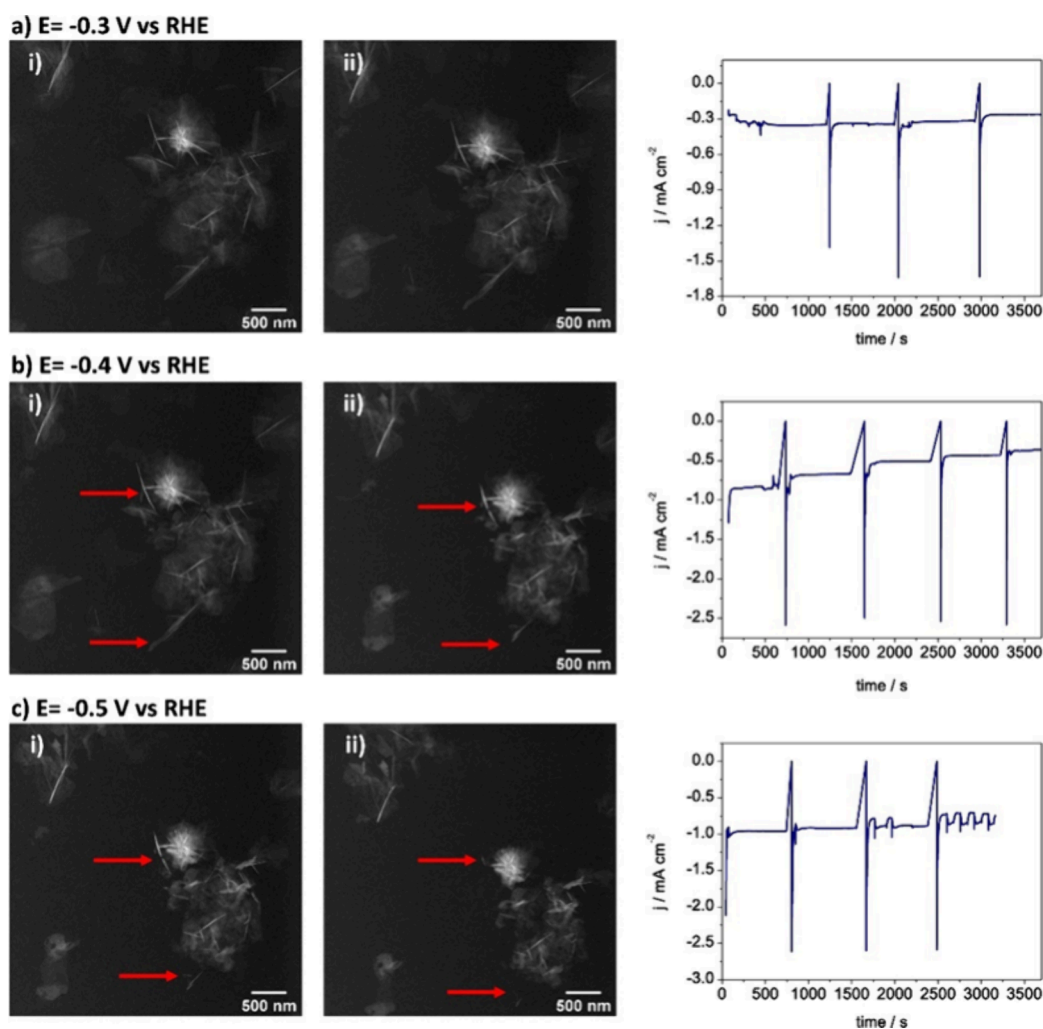 a) E= -0.3 V vs RHE
i)
500 nm
ii)
500 nm
0.0
-0.3
-0.6
-0.9
-1.2
-1.5
-1.8
j / mA cm⁻²
0 500 1000 1500 2000 2500 3000 3500
time / s
b) E= -0.4 V vs RHE
i)
500 nm
ii)
500 nm
0.0
-0.5
-1.0
-1.5
-2.0
-2.5
j / mA cm⁻²
0 500 1000 1500 2000 2500 3000 3500
time / s
c) E= -0.5 V vs RHE
i)
500 nm
ii)
500 nm
0.0
-0.5
-1.0
-1.5
-2.0
-2.5
-3.0
j / mA cm⁻²
0 500 1000 1500 2000 2500 3000 3500
time / s